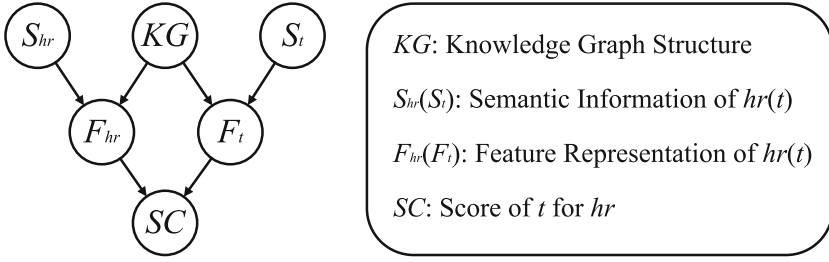 Shr KG St
Fhr Ft
SC
KG: Knowledge Graph Structure
Shr(St): Semantic Information of hr(t)
Fhr(Ft): Feature Representation of hr(t)
SC: Score of t for hr